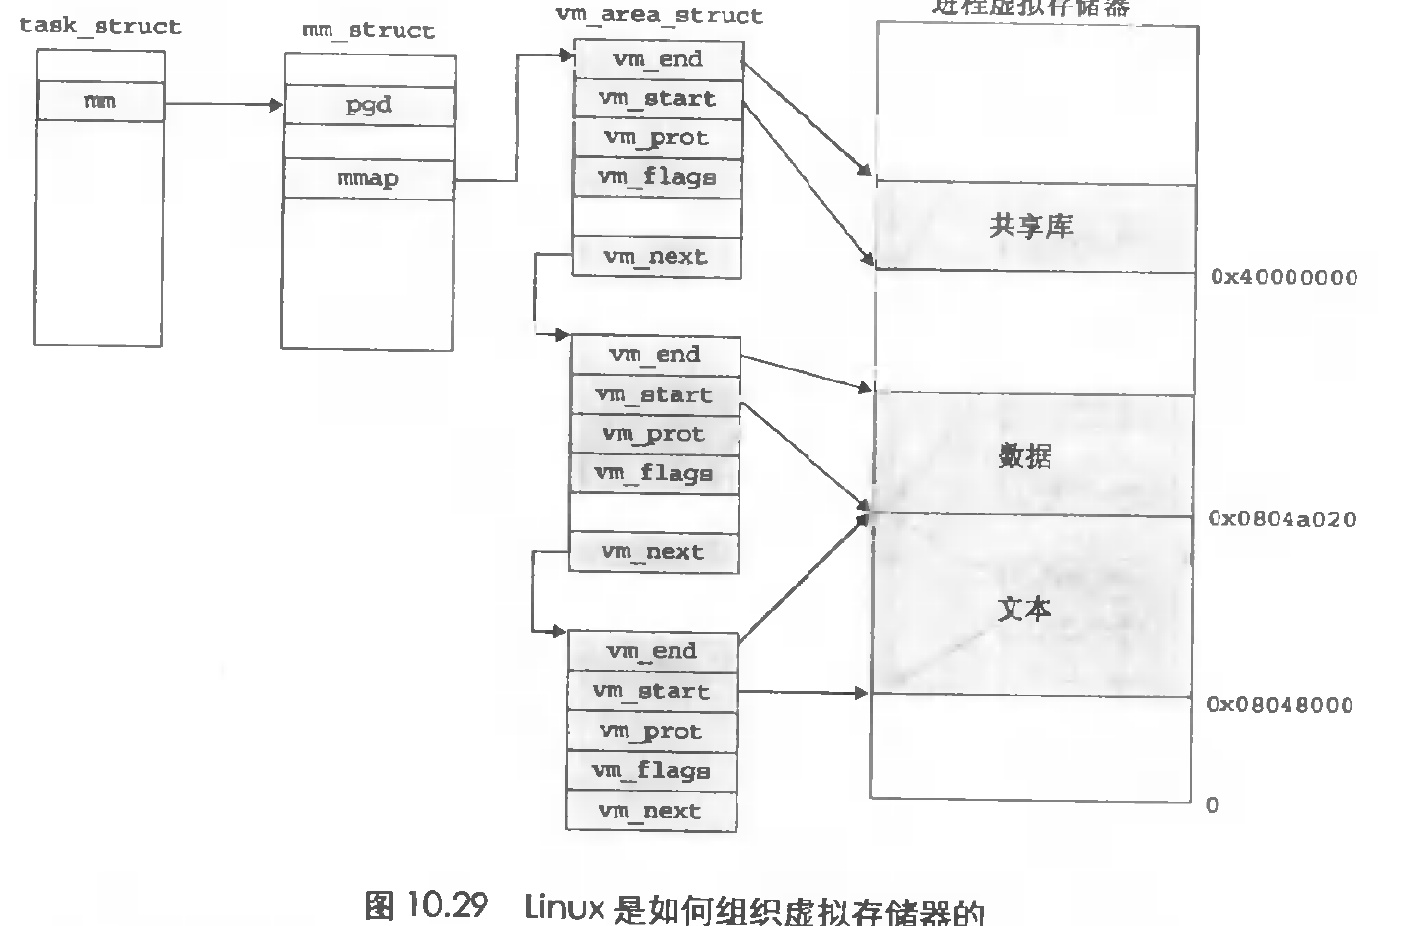 task_struct
mm
mm_struct
pgd
mmap
vm_area_struct
vm_end
vm_start
vm_prot
vm_flags
vm_next
vm_end
vm_start
vm_prot
vm_flags
vm_next
vm_end
vm_start
vm_prot
vm_flags
vm_next
进程虚拟存储器
共享库
0x40000000
数据
0x0804a020
文本
0x08048000
0
图 10.29 Linux 是如何组织虚拟存储器的